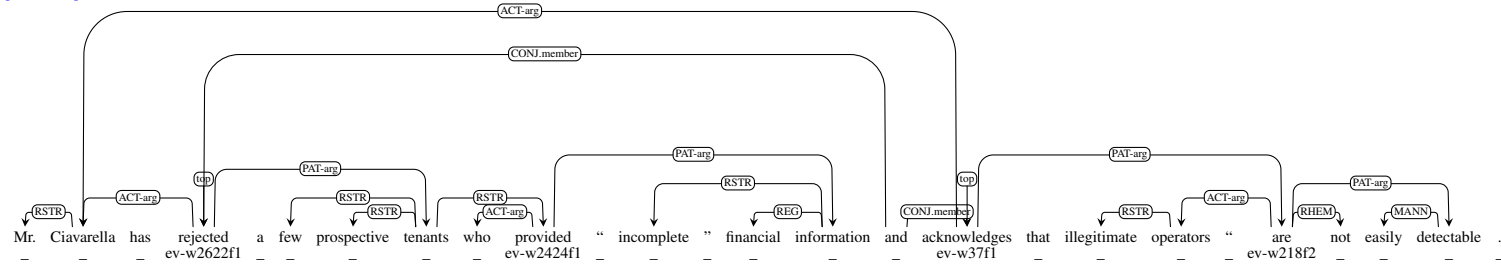 ACT-arg
CONJ.member
PAT-arg
PAT-arg PAT-arg
top RSTR top PAT-arg
ACT-arg RSTR RSTR ACT-arg
RSTR RSTR ACT-arg REG CONJ.member RSTR RHEM MANN
Mr. Ciavarella has rejected a few prospective tenants who provided “ incomplete ” financial information and acknowledges that illegitimate operators “ are not easily detectable .
_ _ _ ev-w2622f1 _ _ _ _ _ ev-w2424f1 _ _ _ _ _ _ ev-w37f1 _ _ _ _ ev-w218f2 _ _ _ _